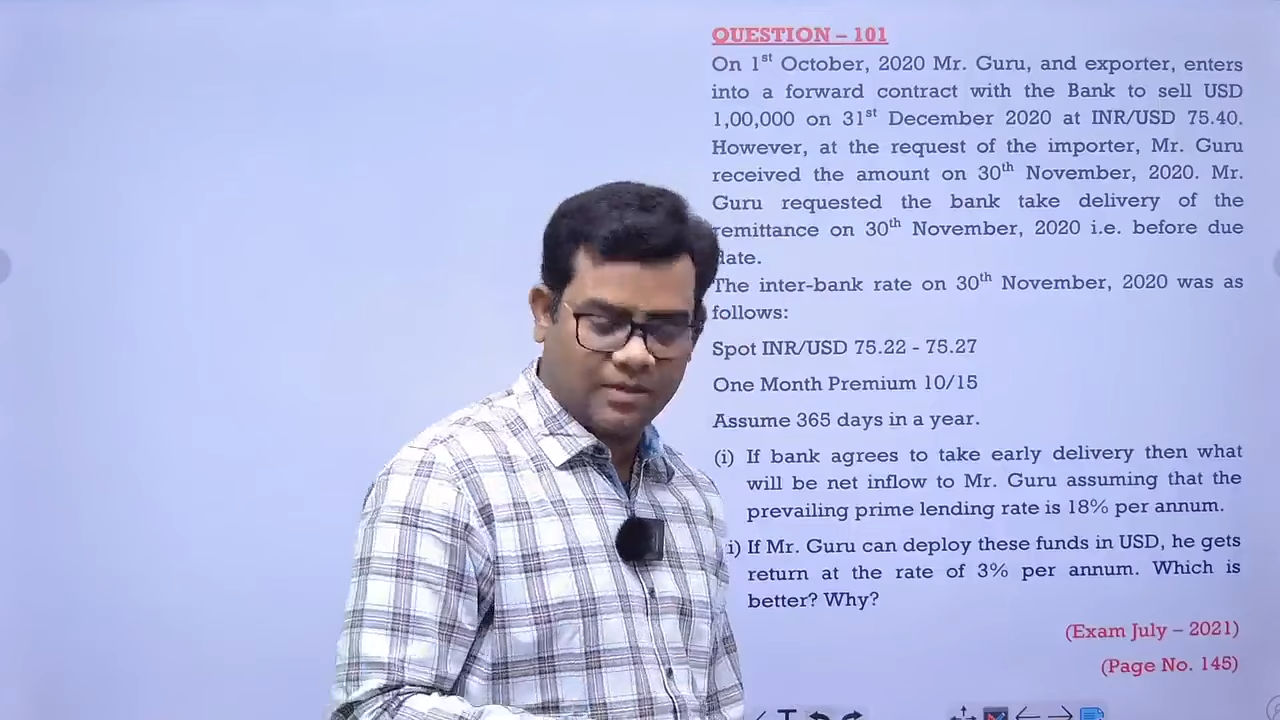 QUESTION – 101
On 1st October, 2020 Mr. Guru, and exporter, enters
into a forward contract with the Bank to sell USD
1,00,000 on 31st December 2020 at INR/USD 75.40.
However, at the request of the importer, Mr. Guru
received the amount on 30th November, 2020. Mr.
Guru requested the bank take delivery of the
remittance on 30th November, 2020 i.e. before due
date.
The inter-bank rate on 30th November, 2020 was as
follows:
Spot INR/USD 75.22 - 75.27
One Month Premium 10/15
Assume 365 days in a year.
(i) If bank agrees to take early delivery then what
will be net inflow to Mr. Guru assuming that the
prevailing prime lending rate is 18% per annum.
i) If Mr. Guru can deploy these funds in USD, he gets
return at the rate of 3% per annum. Which is
better? Why?
(Exam July – 2021)
(Page No. 145)